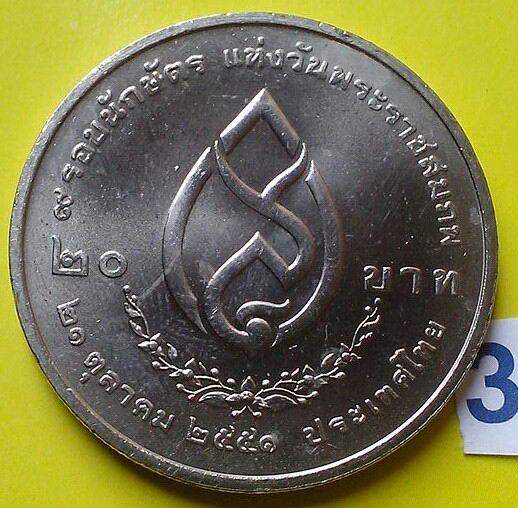 ๙ รอบนักษัตร แห่งวันพระราชสมภพ
๒๐ บาท
๒๑ ตุลาคม ๒๕๕๑ ประเทศไทย
3